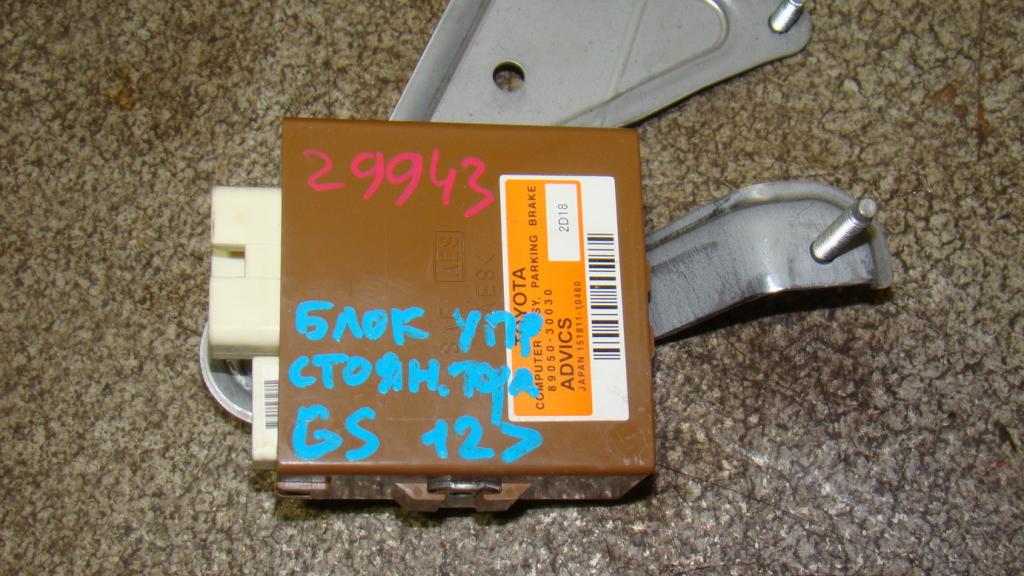 29943
TOYOTA
COMPUTER ASSY, PARKING BRAKE
89050-30030
ADVICS
JAPAN 151811-10460
2D18
AES
БЛОК УПР
СТОЯН. ТОРМ
GS 12>